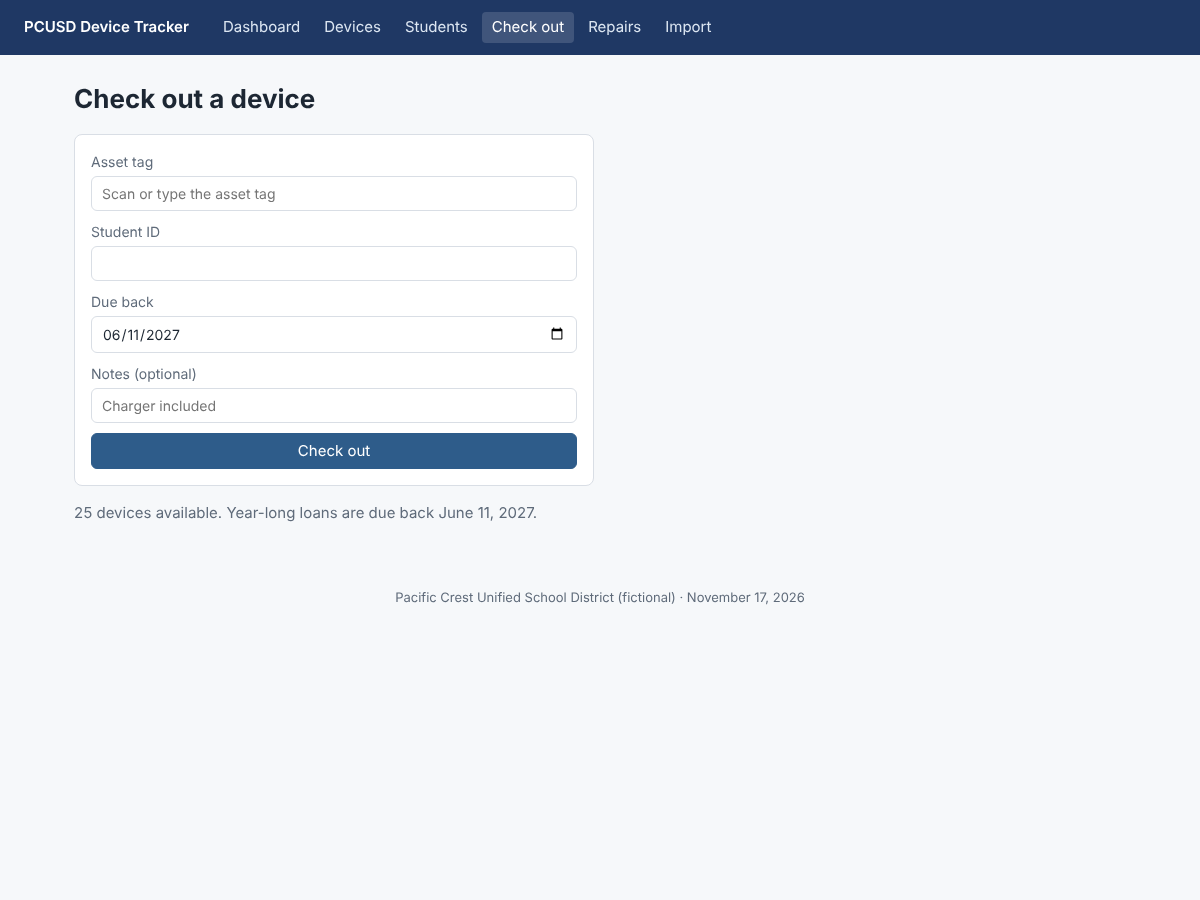 PCUSD Device Tracker Dashboard Devices Students Check out Repairs Import
Check out a device
Asset tag
Scan or type the asset tag
Student ID
Due back
06/11/2027
Notes (optional)
Charger included
Check out
25 devices available. Year-long loans are due back June 11, 2027.
Pacific Crest Unified School District (fictional) · November 17, 2026